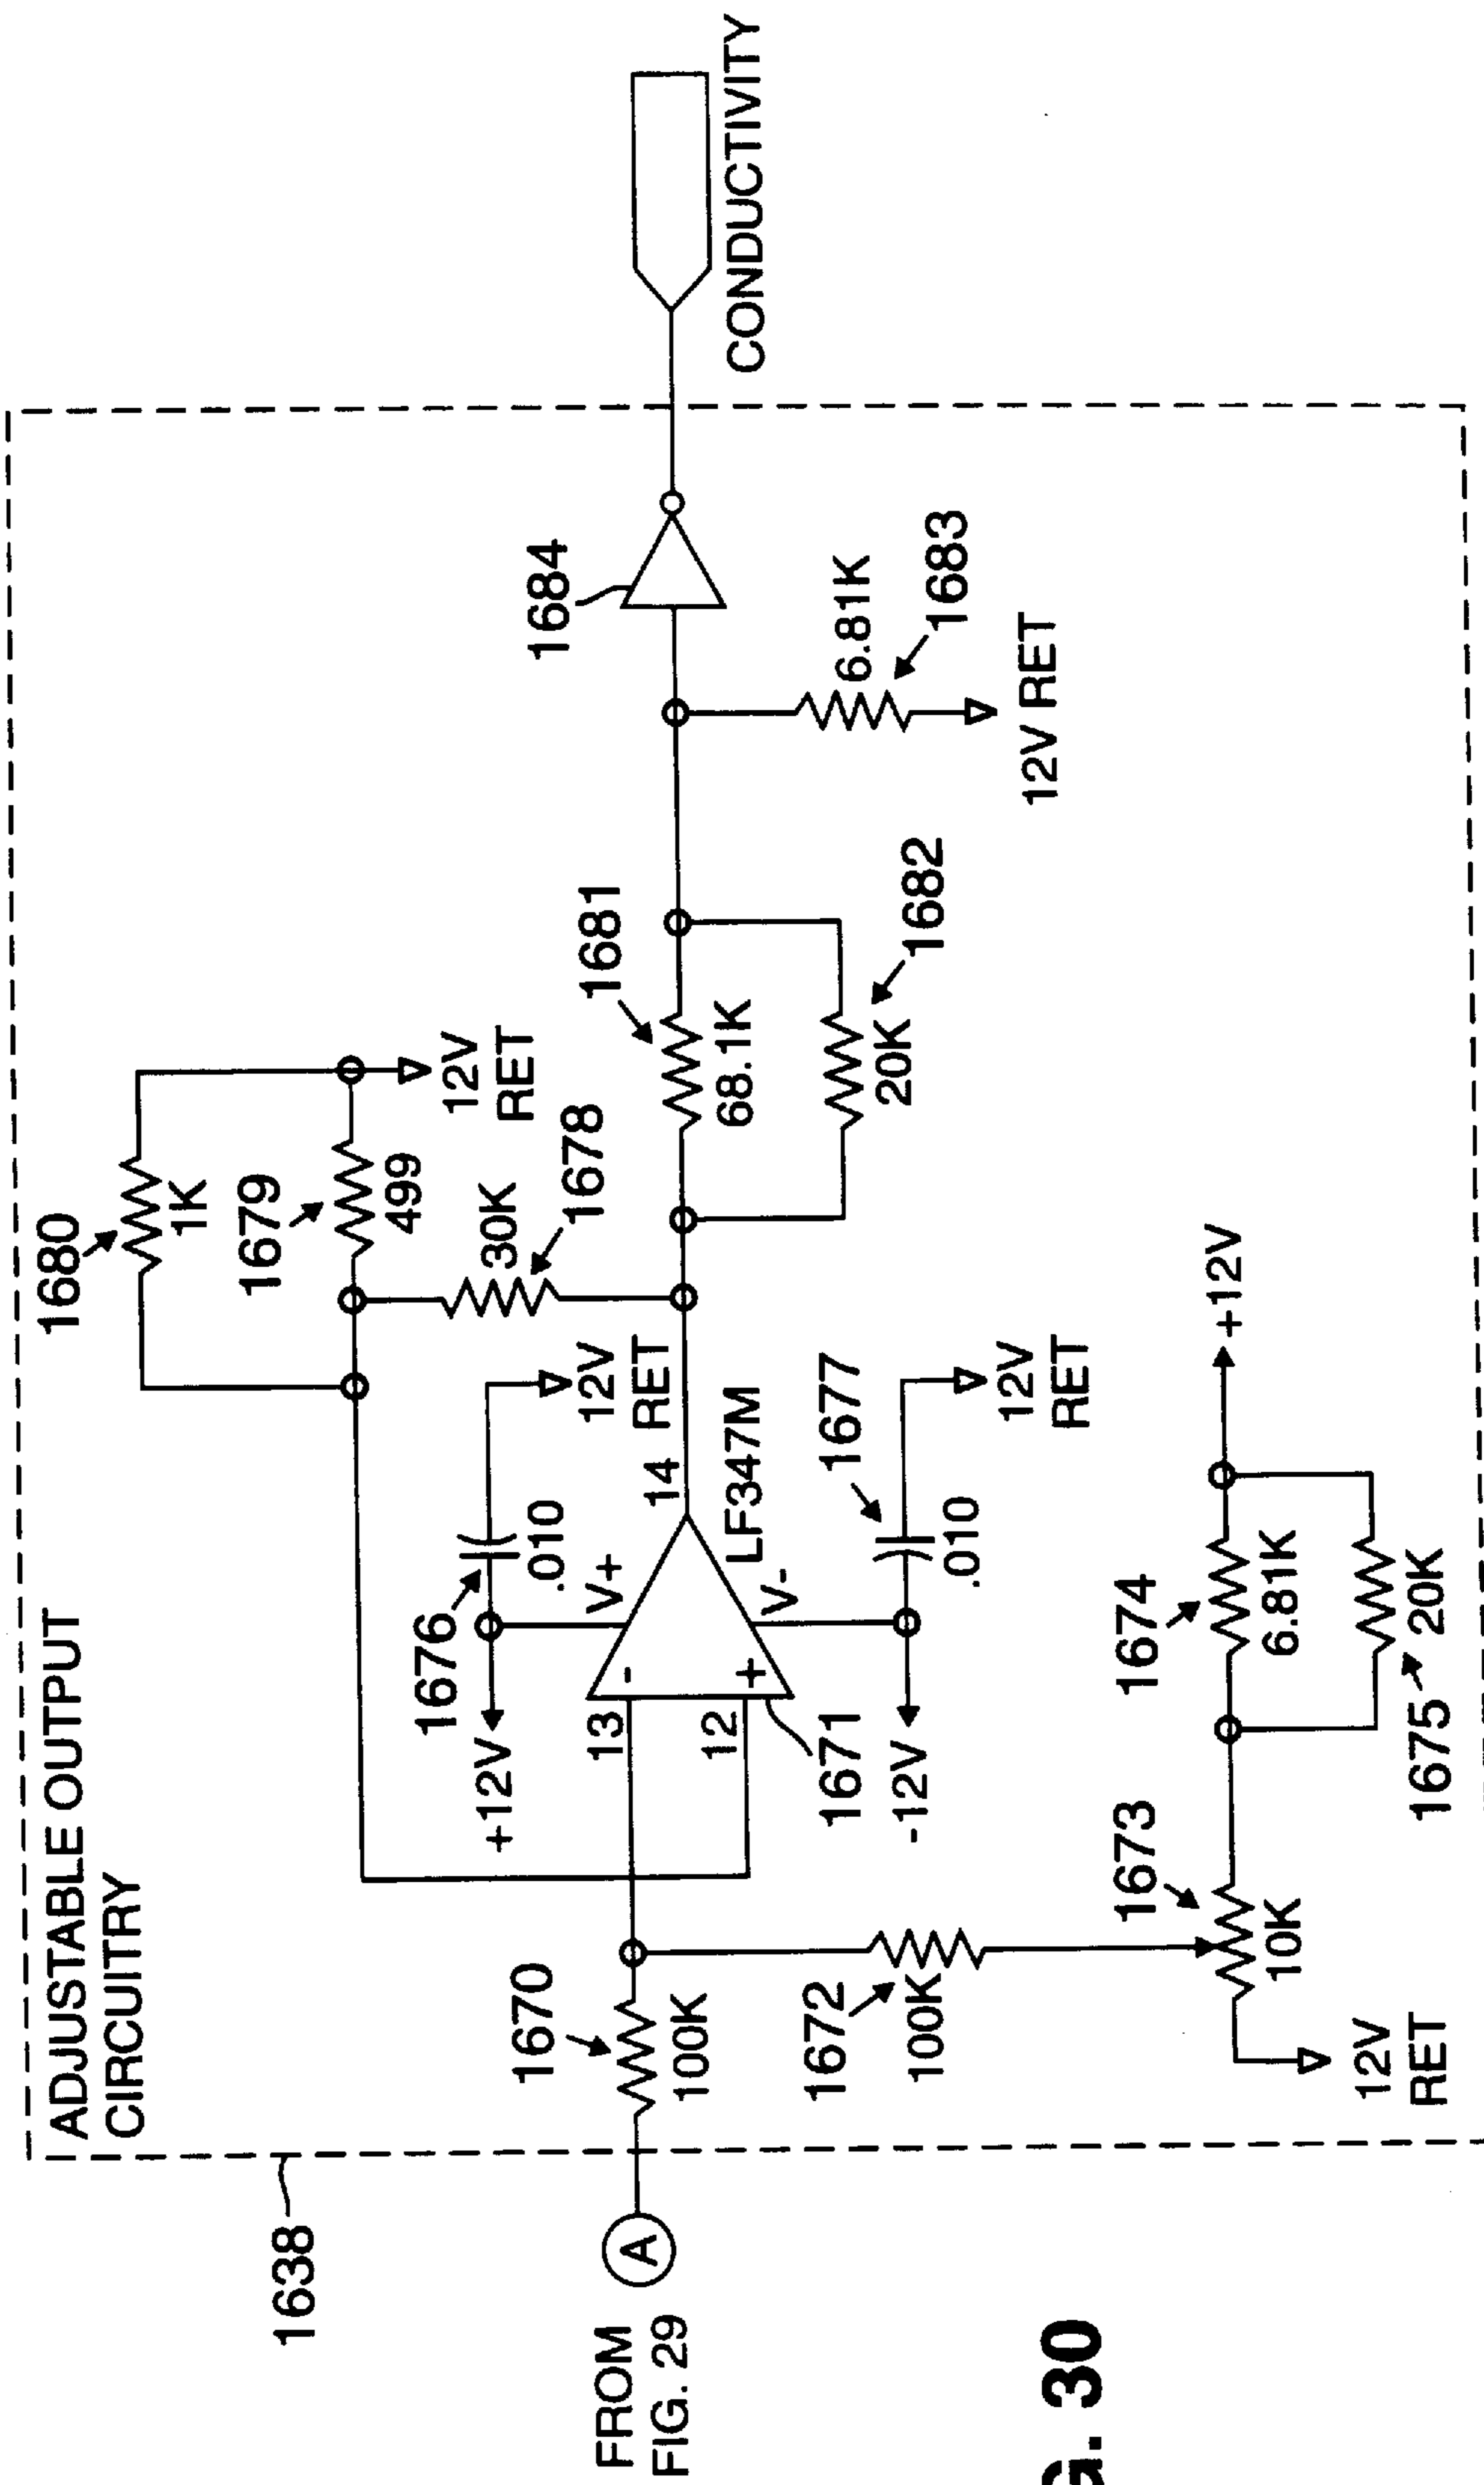 ADJUSTABLE OUTPUT
CIRCUITRY
1638
FROM
FIG. 29
A
1670
100K
1672
100K
1673
10K
12V
RET
1674
6.81K
1675
20K
+12V
1671
13
12
-
+
V+
V-
14
LF347M
1676
+12V
.010
12V
RET
1677
-12V
.010
12V
RET
1678
30K
1679
499
1680
1K
12V
RET
1681
68.1K
1682
20K
1683
6.81K
12V RET
1684
CONDUCTIVITY
G. 30